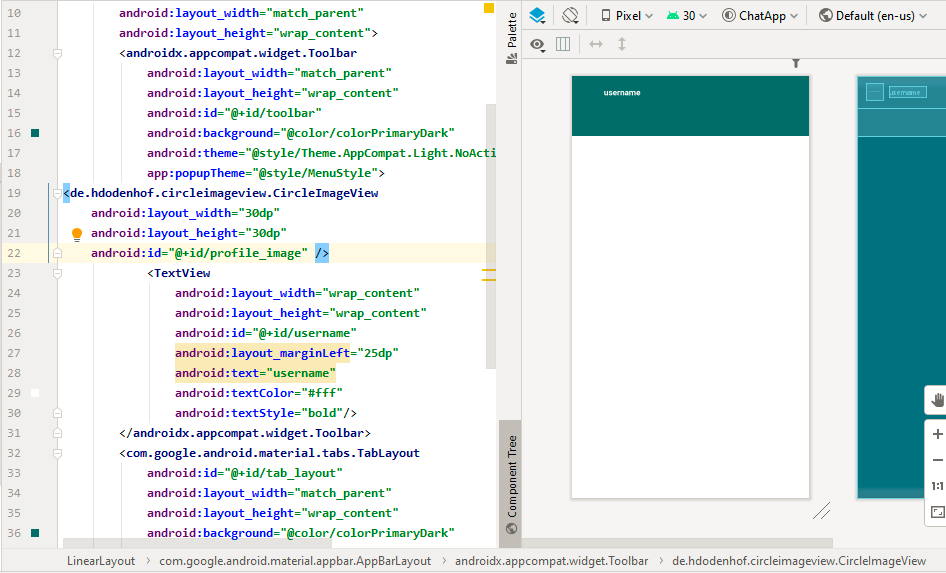 Palette
Pixel
30
ChatApp
Default (en-us)
10 android:layout_width="match_parent"
11 android:layout_height="wrap_content">
12 <androidx.appcompat.widget.Toolbar
13 android:layout_width="match_parent"
14 android:layout_height="wrap_content"
15 android:id="@+id/toolbar"
16 android:background="@color/colorPrimaryDark"
17 android:theme="@style/Theme.AppCompat.Light.NoActi
18 app:popupTheme="@style/MenuStyle">
19 <de.hdodenhof.circleimageview.CircleImageView
20 android:layout_width="30dp"
21 android:layout_height="30dp"
22 android:id="@+id/profile_image" />
23 <TextView
24 android:layout_width="wrap_content"
25 android:layout_height="wrap_content"
26 android:id="@+id/username"
27 android:layout_marginLeft="25dp"
28 android:text="username"
29 android:textColor="#fff"
30 android:textStyle="bold"/>
31 </androidx.appcompat.widget.Toolbar>
32 <com.google.android.material.tabs.TabLayout
33 android:id="@+id/tab_layout"
34 android:layout_width="match_parent"
35 android:layout_height="wrap_content"
36 android:background="@color/colorPrimaryDark"
username
username
Component Tree
1:1
LinearLayout
com.google.android.material.appbar.AppBarLayout
androidx.appcompat.widget.Toolbar
de.hdodenhof.circleimageview.CircleImageView